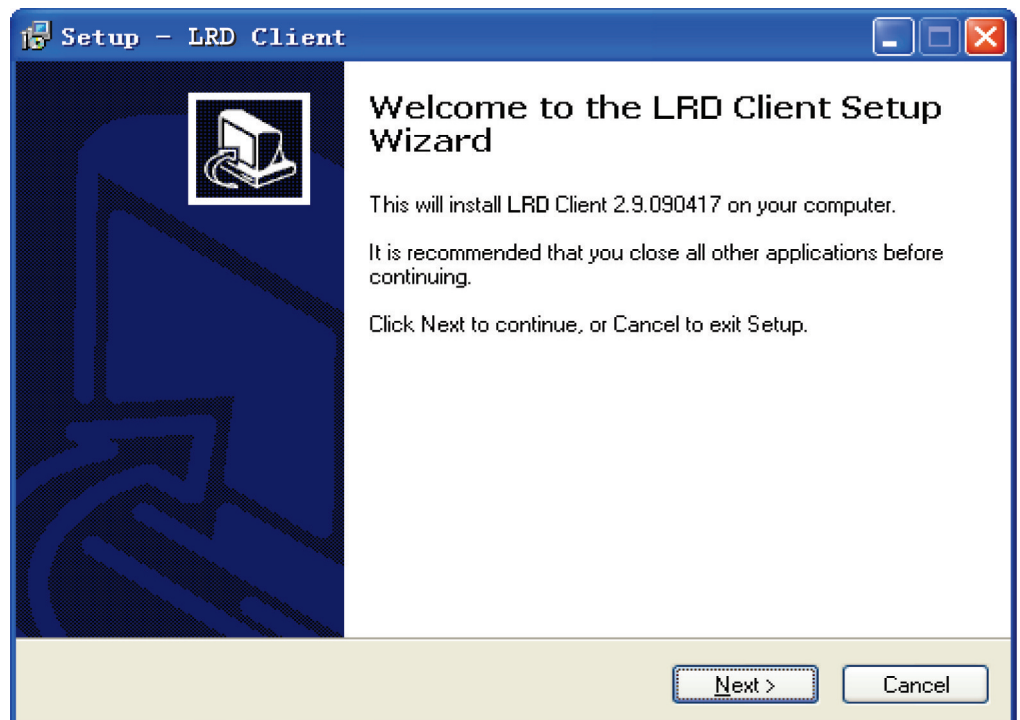 Setup - LRD Client
Welcome to the LRD Client Setup
Wizard
This will install LRD Client 2.9.090417 on your computer.
It is recommended that you close all other applications before
continuing.
Click Next to continue, or Cancel to exit Setup.
Next >
Cancel